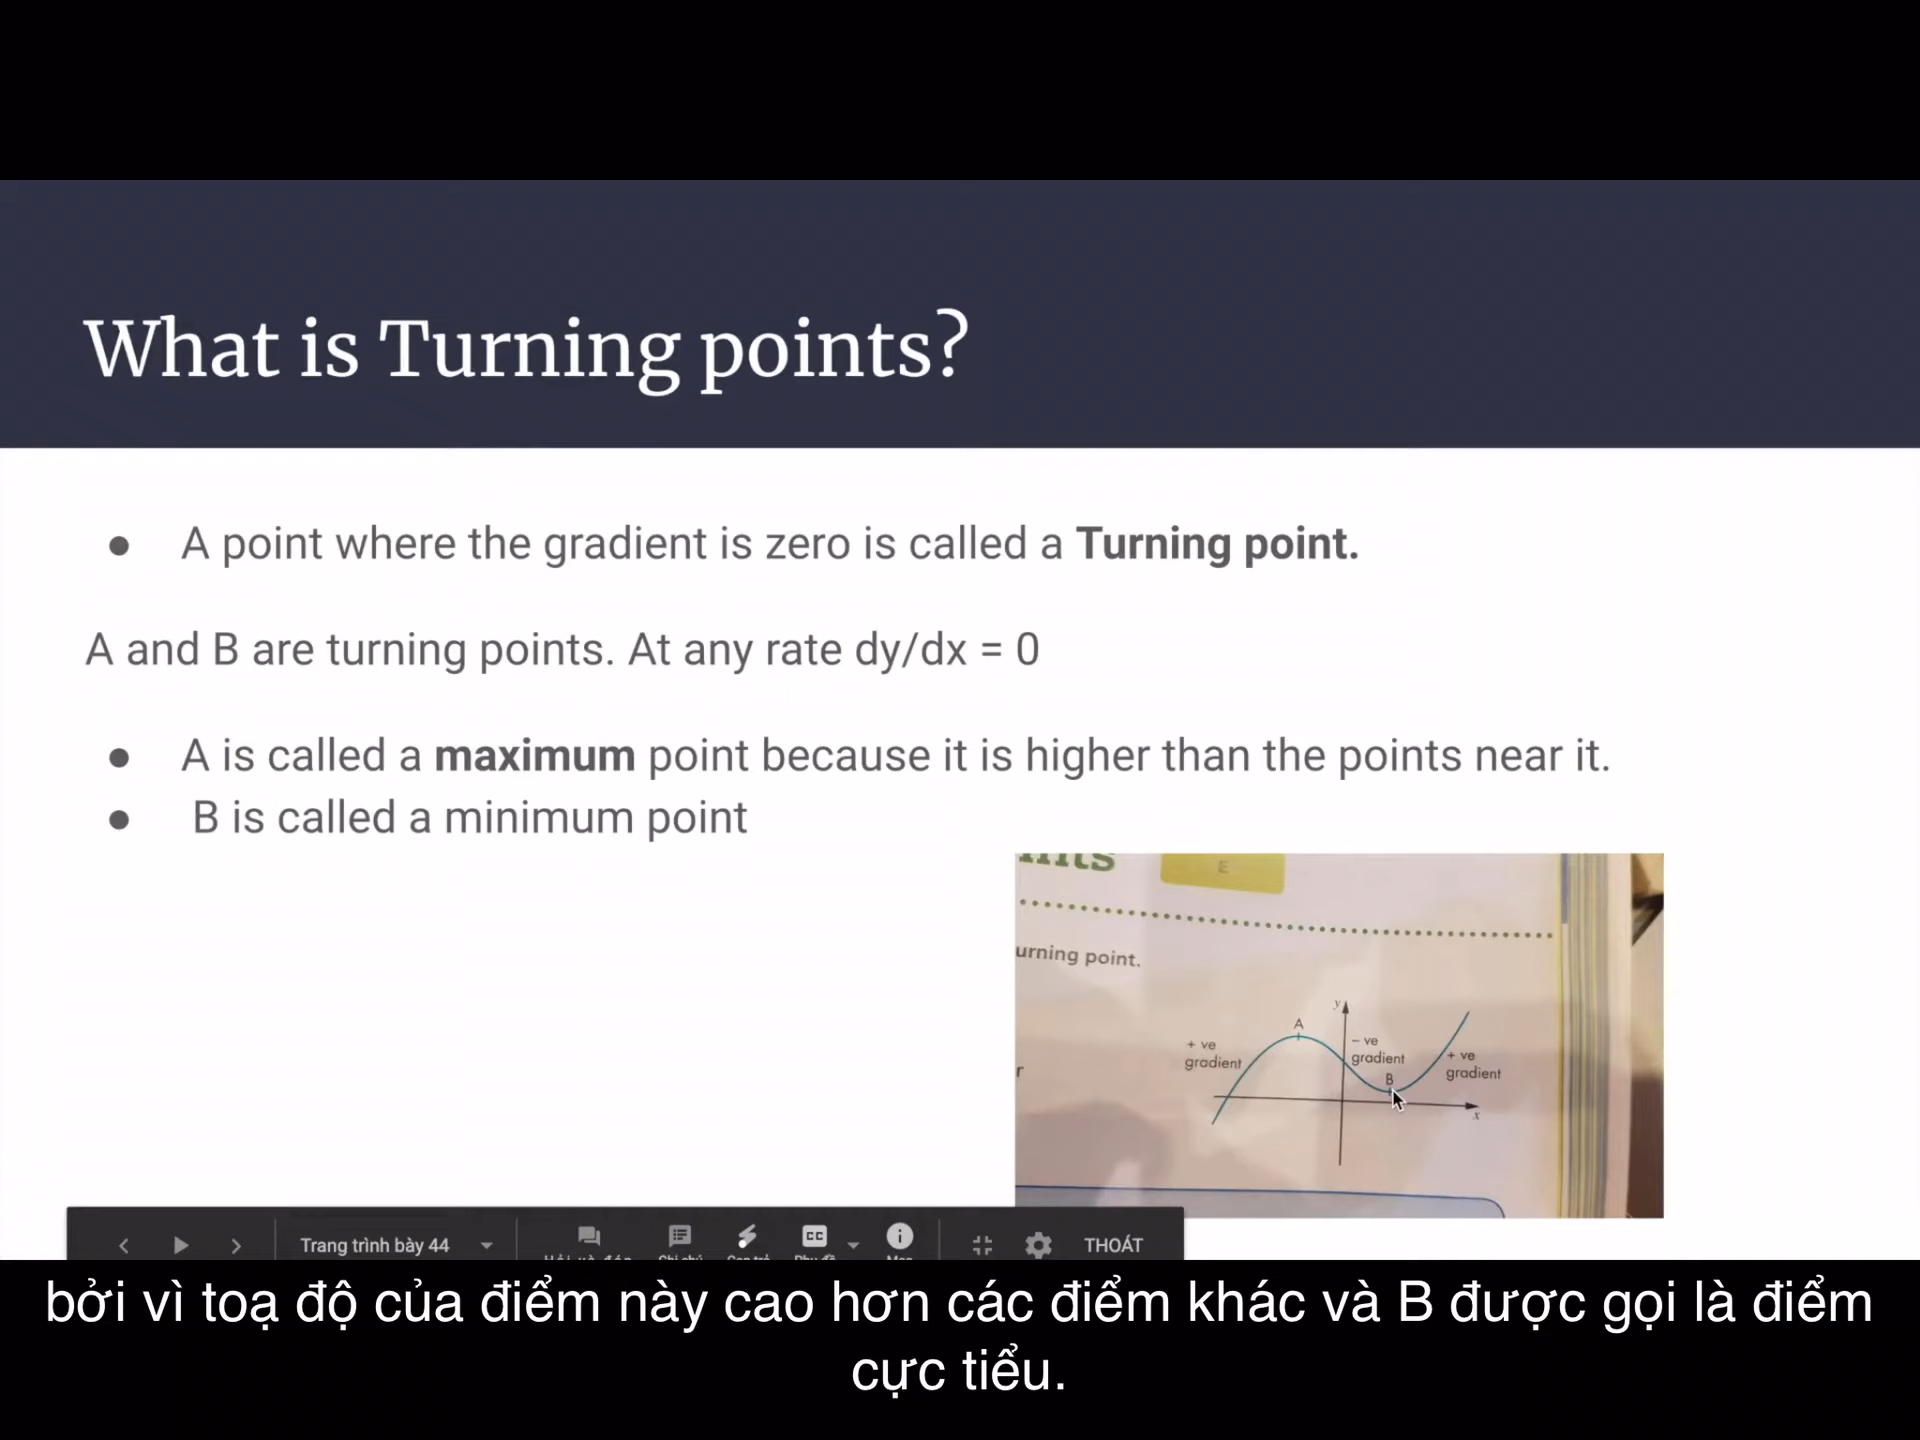 What is Turning points?
● A point where the gradient is zero is called a Turning point.
A and B are turning points. At any rate dy/dx = 0
● A is called a maximum point because it is higher than the points near it.
● B is called a minimum point
E
urning point.
r
y
A
+ ve
gradient
− ve
gradient
B
+ ve
gradient
x
Trang trình bày 44
CC
THOÁT
bởi vì toạ độ của điểm này cao hơn các điểm khác và B được gọi là điểm
cực tiểu.